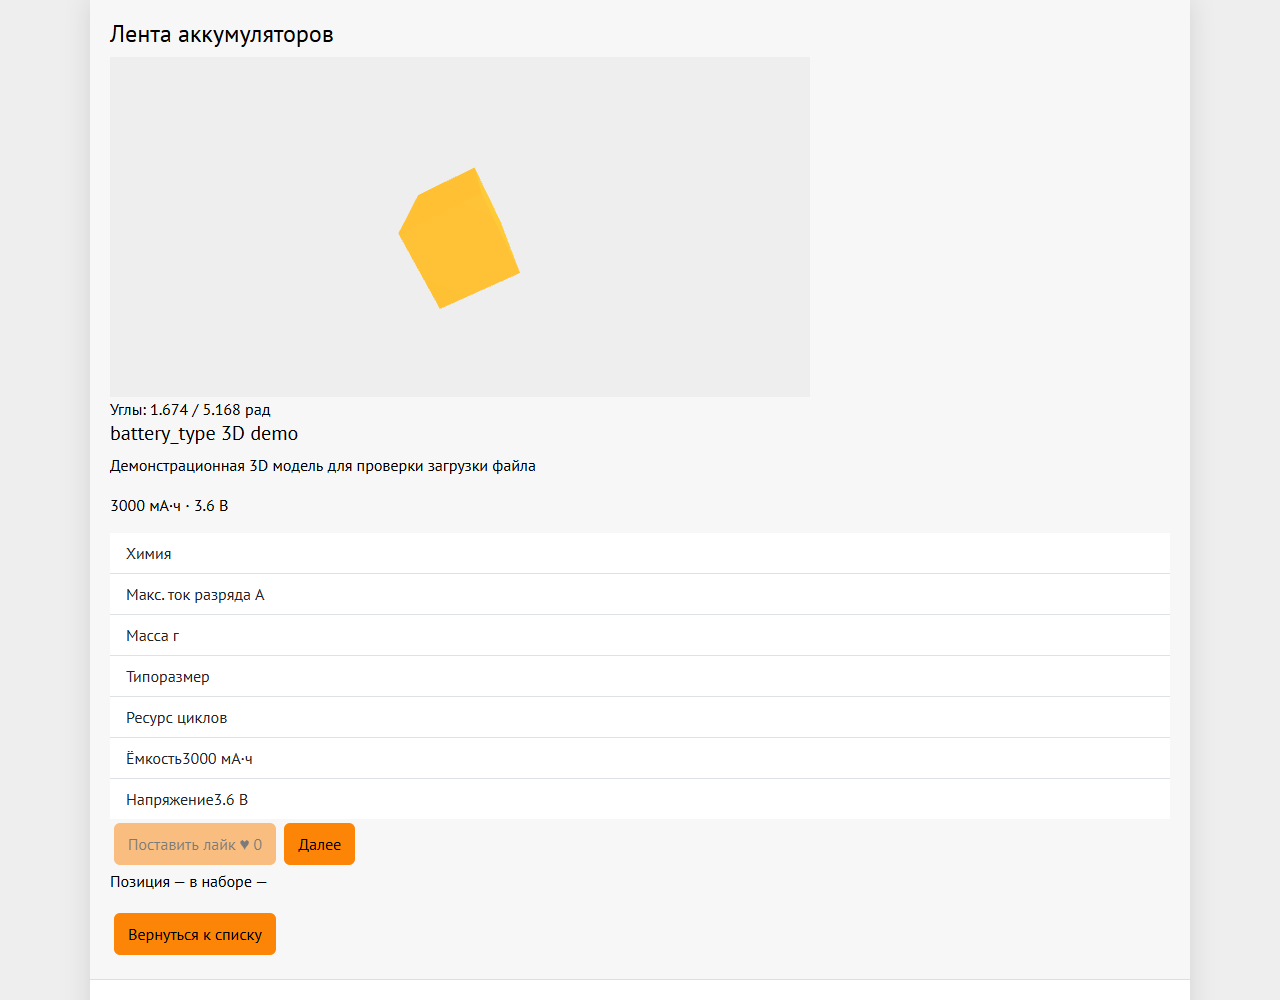 Лента аккумуляторов
Углы: 1.674 / 5.168 рад
battery_type 3D demo
Демонстрационная 3D модель для проверки загрузки файла
3000 мА·ч · 3.6 В
Химия
Макс. ток разряда А
Масса г
Типоразмер
Ресурс циклов
Ёмкость3000 мА·ч
Напряжение3.6 В
Поставить лайк ♥ 0 Далее
Позиция — в наборе —
Вернуться к списку